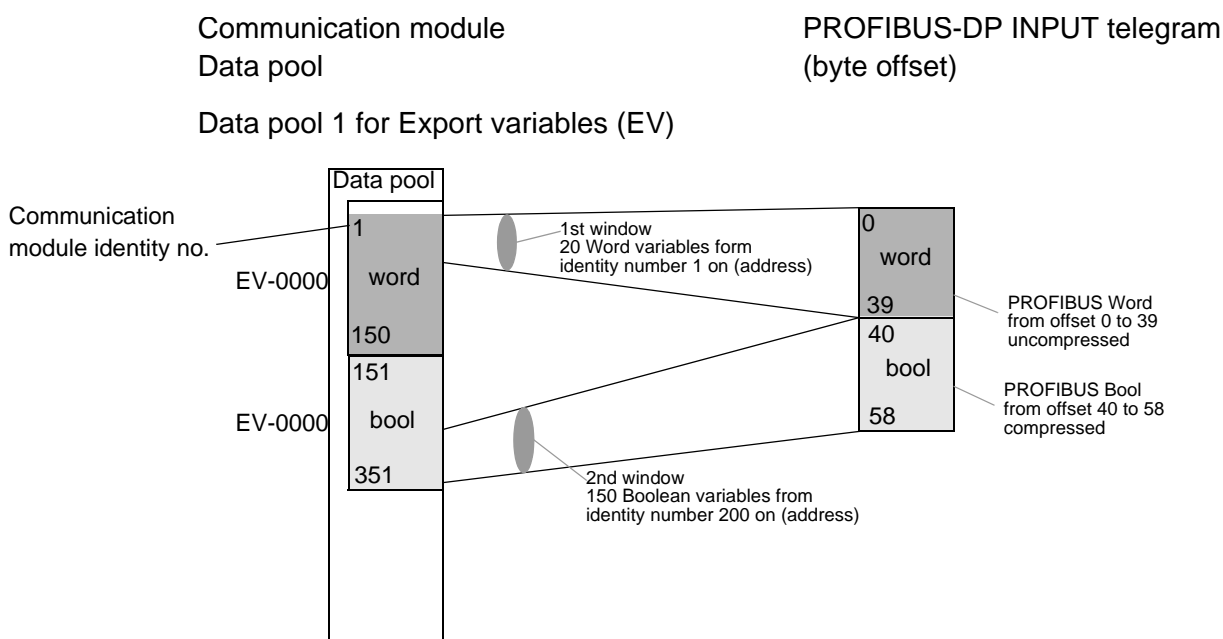 Communication module
Data pool
PROFIBUS-DP INPUT telegram
(byte offset)
Data pool 1 for Export variables (EV)
Data pool
Communication
module identity no.
1
EV-0000
word
150
151
EV-0000
bool
351
1st window
20 Word variables form
identity number 1 on (address)
2nd window
150 Boolean variables from
identity number 200 on (address)
0
word
39
40
bool
58
PROFIBUS Word
from offset 0 to 39
uncompressed
PROFIBUS Bool
from offset 40 to 58
compressed